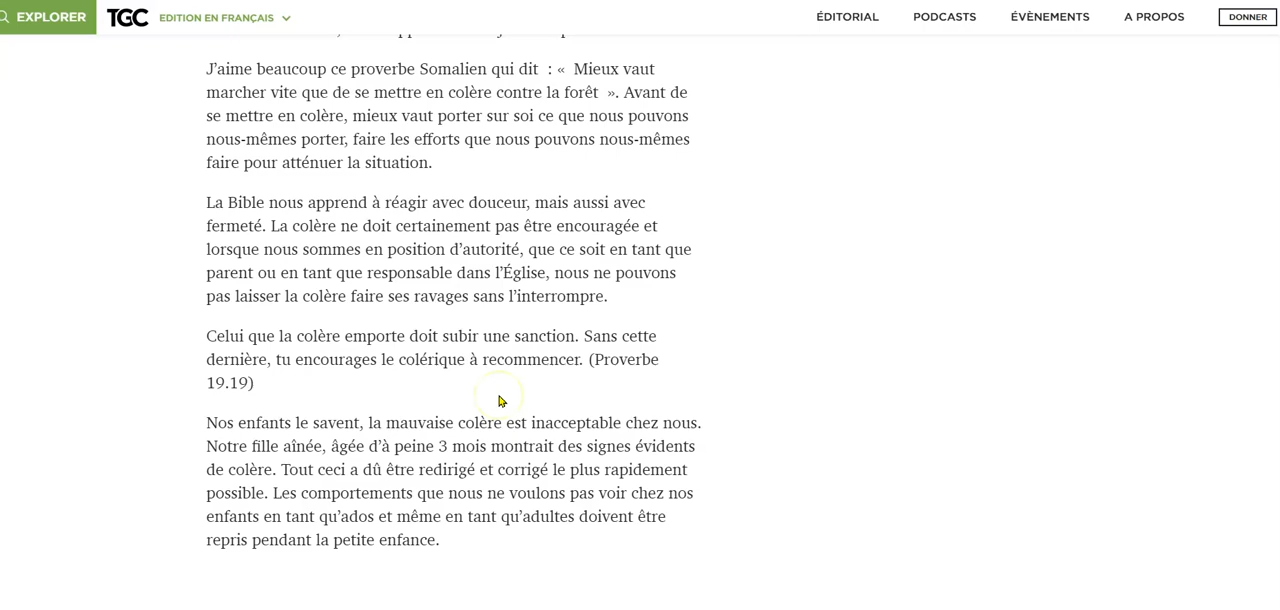 EXPLORER
TGC
EDITION EN FRANÇAIS
ÉDITORIAL
PODCASTS
ÉVÈNEMENTS
A PROPOS
DONNER
J’aime beaucoup ce proverbe Somalien qui dit : « Mieux vaut
marcher vite que de se mettre en colère contre la forêt ». Avant de
se mettre en colère, mieux vaut porter sur soi ce que nous pouvons
nous-mêmes porter, faire les efforts que nous pouvons nous-mêmes
faire pour atténuer la situation.
La Bible nous apprend à réagir avec douceur, mais aussi avec
fermeté. La colère ne doit certainement pas être encouragée et
lorsque nous sommes en position d’autorité, que ce soit en tant que
parent ou en tant que responsable dans l’Église, nous ne pouvons
pas laisser la colère faire ses ravages sans l’interrompre.
Celui que la colère emporte doit subir une sanction. Sans cette
dernière, tu encourages le colérique à recommencer. (Proverbe
19.19)
Nos enfants le savent, la mauvaise colère est inacceptable chez nous.
Notre fille aînée, âgée d’à peine 3 mois montrait des signes évidents
de colère. Tout ceci a dû être redirigé et corrigé le plus rapidement
possible. Les comportements que nous ne voulons pas voir chez nos
enfants en tant qu’ados et même en tant qu’adultes doivent être
repris pendant la petite enfance.